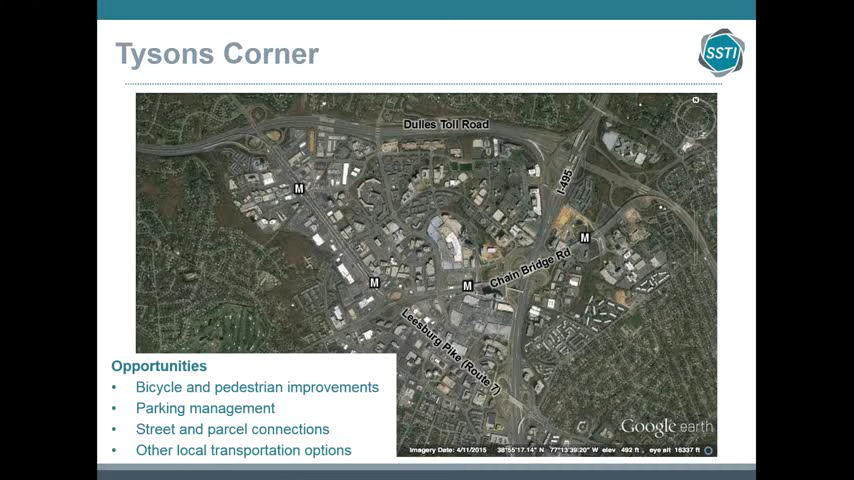 Tysons Corner
SSTI
N
Dulles Toll Road
I-495
M
M
Chain Bridge Rd
M
M
Leesburg Pike (Route 7)
Opportunities
• Bicycle and pedestrian improvements
• Parking management
• Street and parcel connections
• Other local transportation options
Google earth
Imagery Date: 4/11/2015 38°55'17.14" N 77°13'39.20" W elev 492 ft eye alt 16337 ft